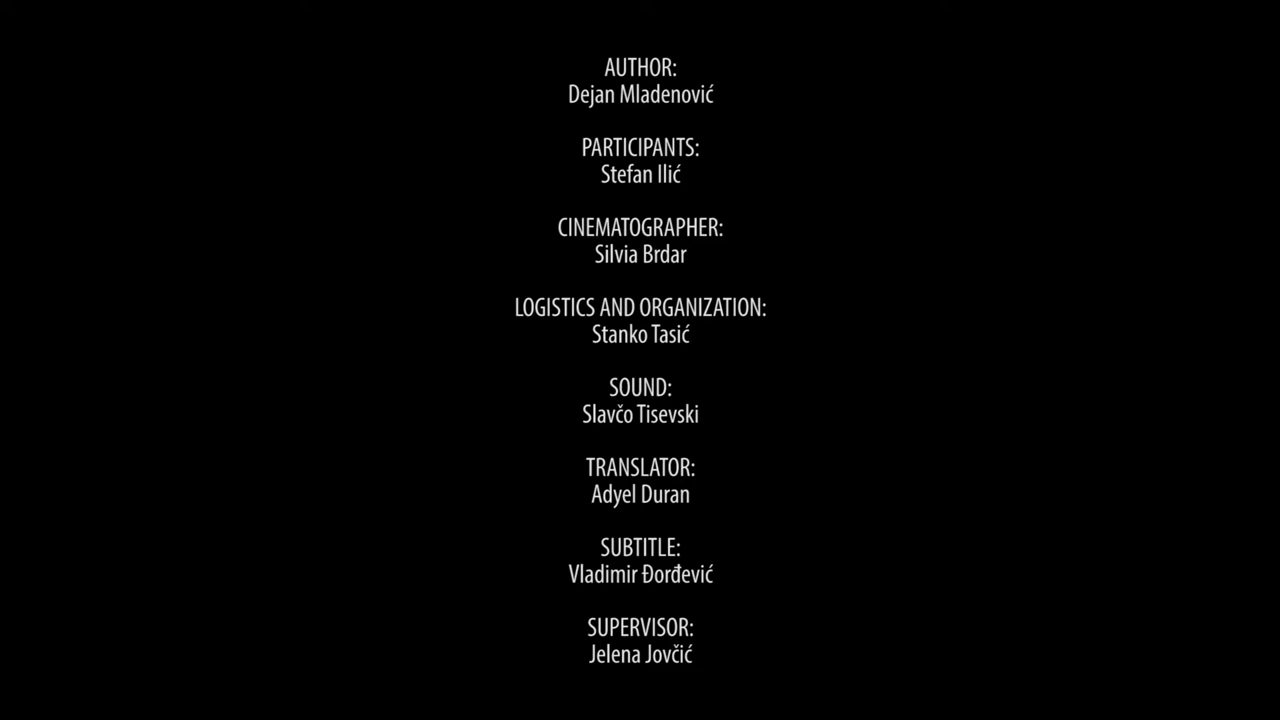 AUTHOR:
Dejan Mladenović
PARTICIPANTS:
Stefan Ilić
CINEMATOGRAPHER:
Silvia Brdar
LOGISTICS AND ORGANIZATION:
Stanko Tasić
SOUND:
Slavčo Tisevski
TRANSLATOR:
Adyel Duran
SUBTITLE:
Vladimir Đorđević
SUPERVISOR:
Jelena Jovčić